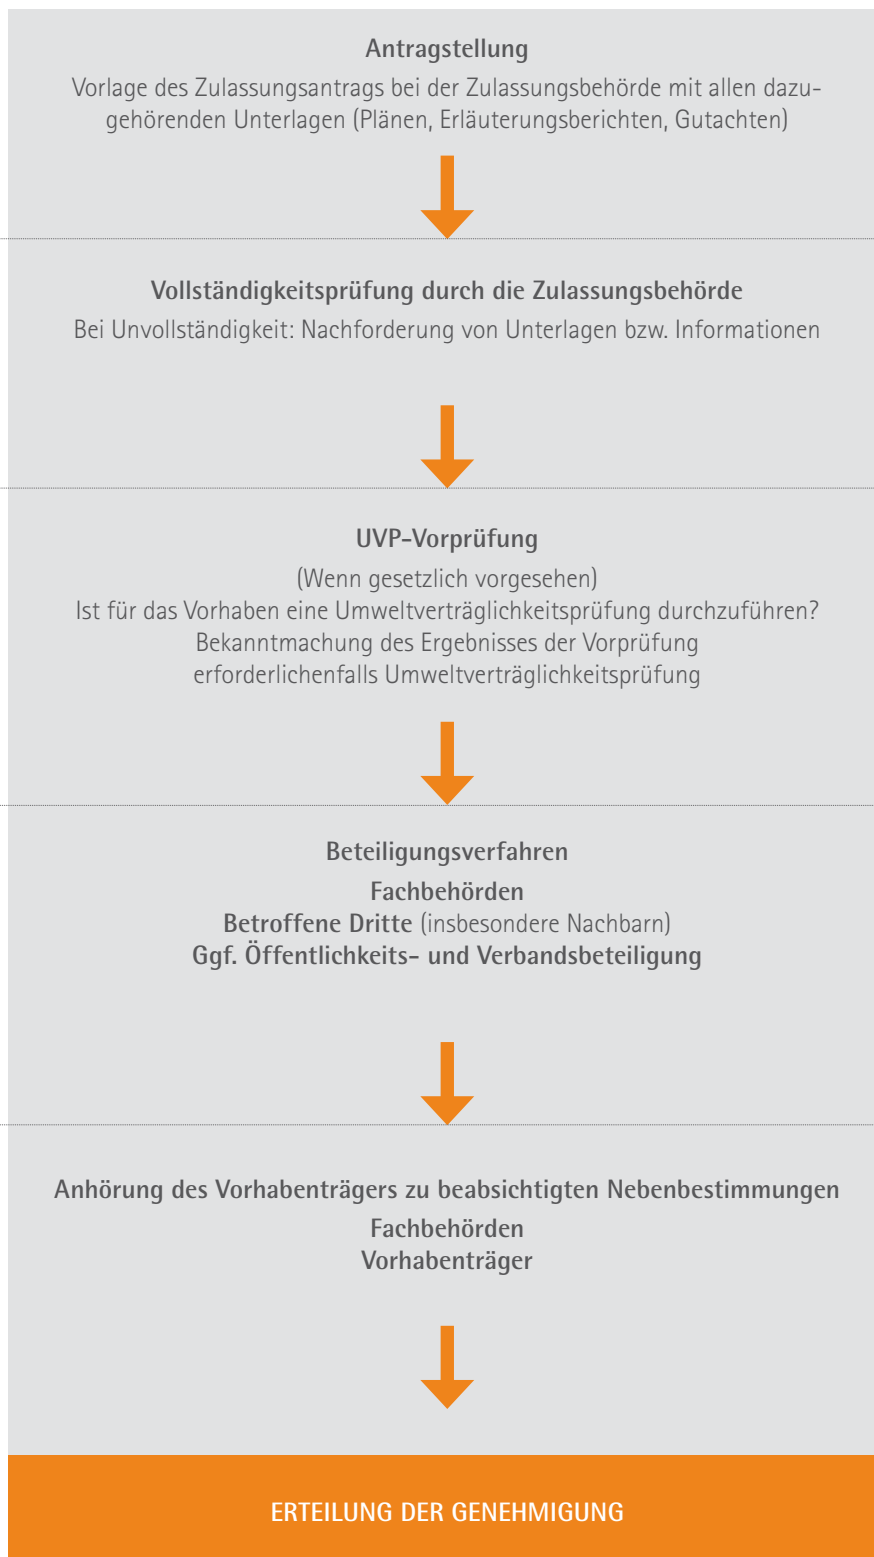 Antragstellung
Vorlage des Zulassungsantrags bei der Zulassungsbehörde mit allen dazu-
gehörenden Unterlagen (Plänen, Erläuterungsberichten, Gutachten)
Vollständigkeitsprüfung durch die Zulassungsbehörde
Bei Unvollständigkeit: Nachforderung von Unterlagen bzw. Informationen
UVP-Vorprüfung
(Wenn gesetzlich vorgesehen)
Ist für das Vorhaben eine Umweltverträglichkeitsprüfung durchzuführen?
Bekanntmachung des Ergebnisses der Vorprüfung
erforderlichenfalls Umweltverträglichkeitsprüfung
Beteiligungsverfahren
Fachbehörden
Betroffene Dritte (insbesondere Nachbarn)
Ggf. Öffentlichkeits- und Verbandsbeteiligung
Anhörung des Vorhabenträgers zu beabsichtigten Nebenbestimmungen
Fachbehörden
Vorhabenträger
ERTEILUNG DER GENEHMIGUNG